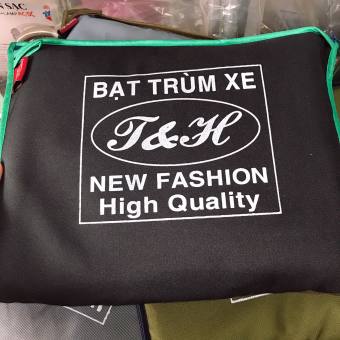 BẠT TRÙM XE
T&H
NEW FASHION
High Quality